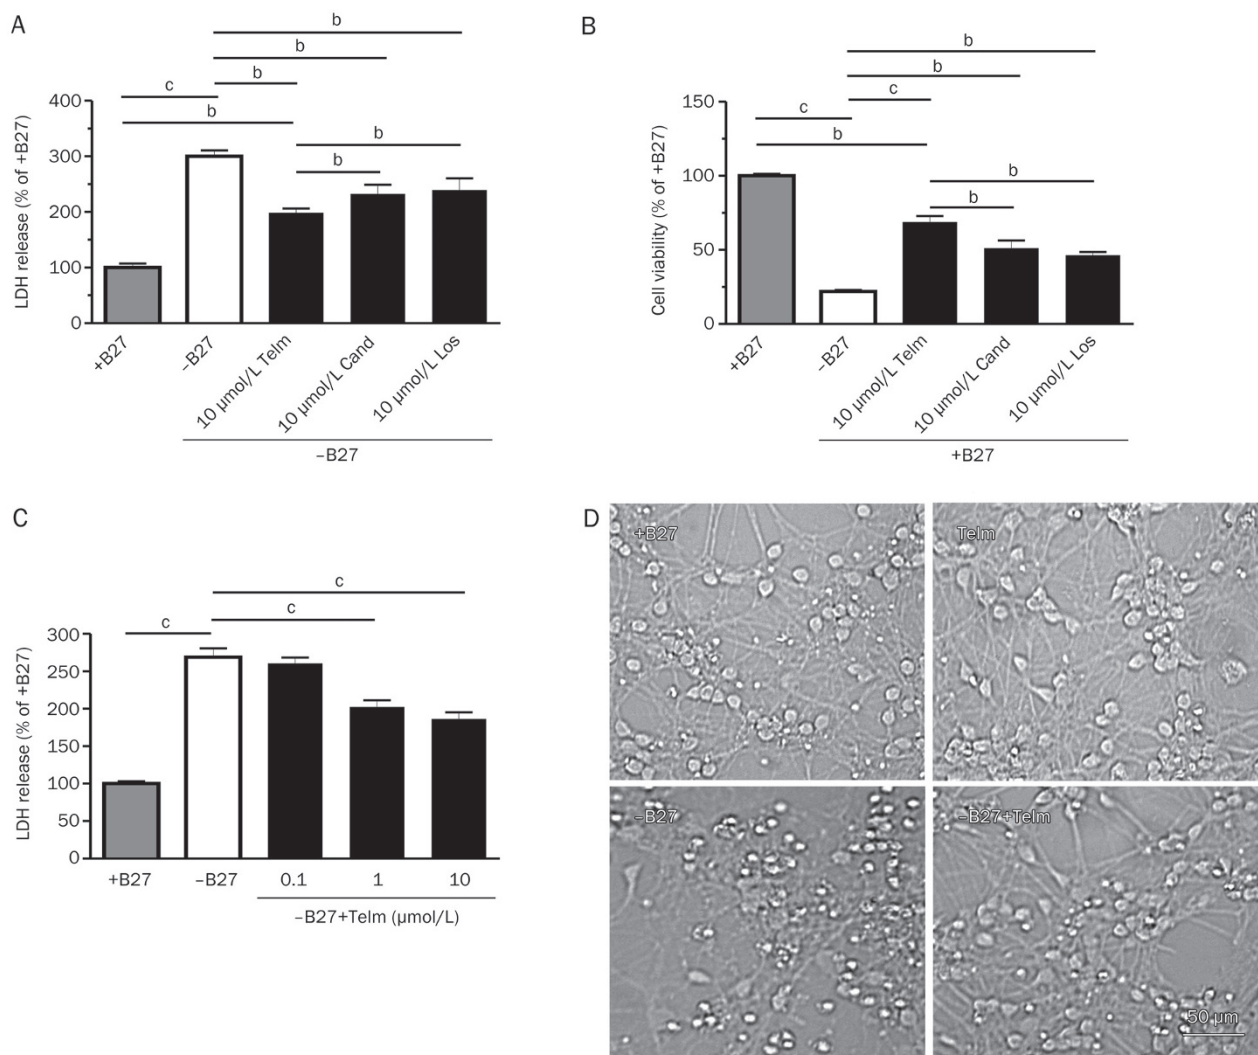 A
b
b
b
c
b
b
b
LDH release (% of +B27)
400
300
200
100
0
+B27
–B27
10 µmol/L Telm
10 µmol/L Cand
10 µmol/L Los
–B27
B
b
b
c
c
b
b
b
Cell viability (% of +B27)
150
100
50
0
+B27
–B27
10 µmol/L Telm
10 µmol/L Cand
10 µmol/L Los
+B27
C
c
c
c
LDH release (% of +B27)
300
250
200
150
100
50
0
+B27
–B27
0.1
1
10
–B27+Telm (µmol/L)
D
+B27
Telm
–B27
–B27+Telm
50 µm